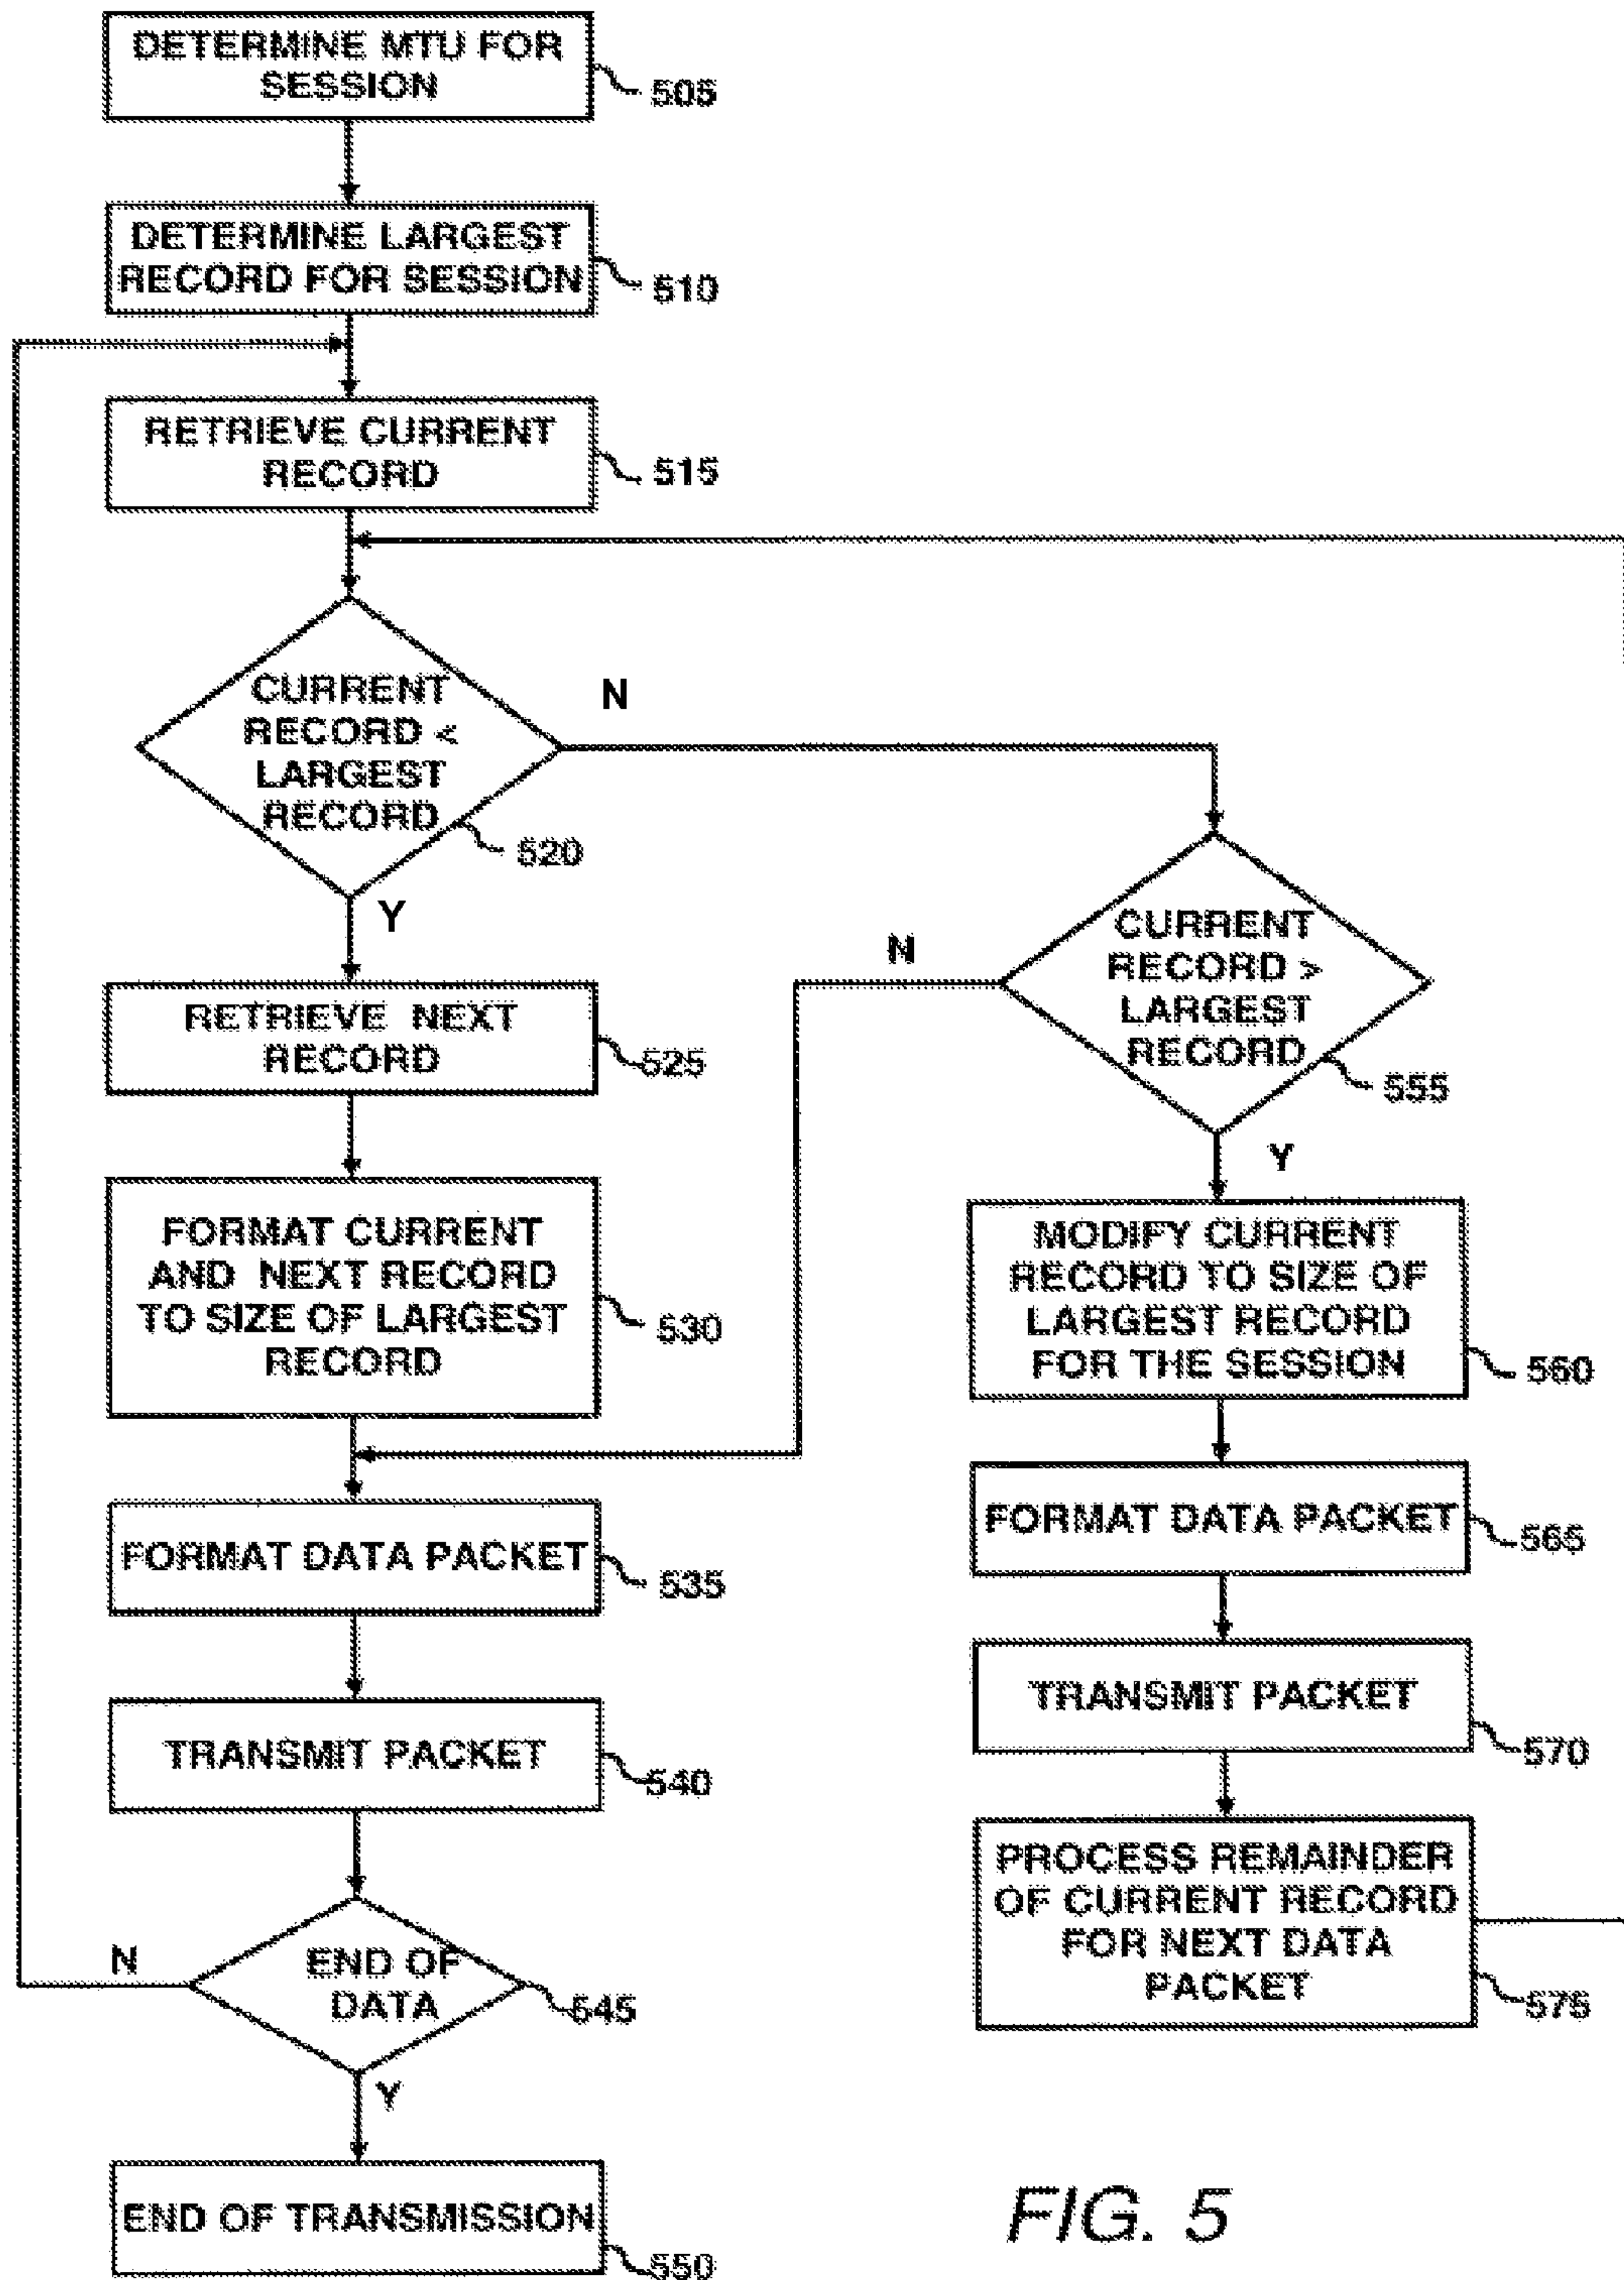 DETERMINE MTU FOR
SESSION
505
DETERMINE LARGEST
RECORD FOR SESSION
510
RETRIEVE CURRENT
RECORD
515
CURRENT
RECORD <
LARGEST
RECORD
520
N
Y
RETRIEVE NEXT
RECORD
525
FORMAT CURRENT
AND NEXT RECORD
TO SIZE OF LARGEST
RECORD
530
FORMAT DATA PACKET
535
TRANSMIT PACKET
540
END OF
DATA
545
N
Y
END OF TRANSMISSION
550
CURRENT
RECORD >
LARGEST
RECORD
555
N
Y
MODIFY CURRENT
RECORD TO SIZE OF
LARGEST RECORD
FOR THE SESSION
560
FORMAT DATA PACKET
565
TRANSMIT PACKET
570
PROCESS REMAINDER
OF CURRENT RECORD
FOR NEXT DATA
PACKET
575
FIG. 5